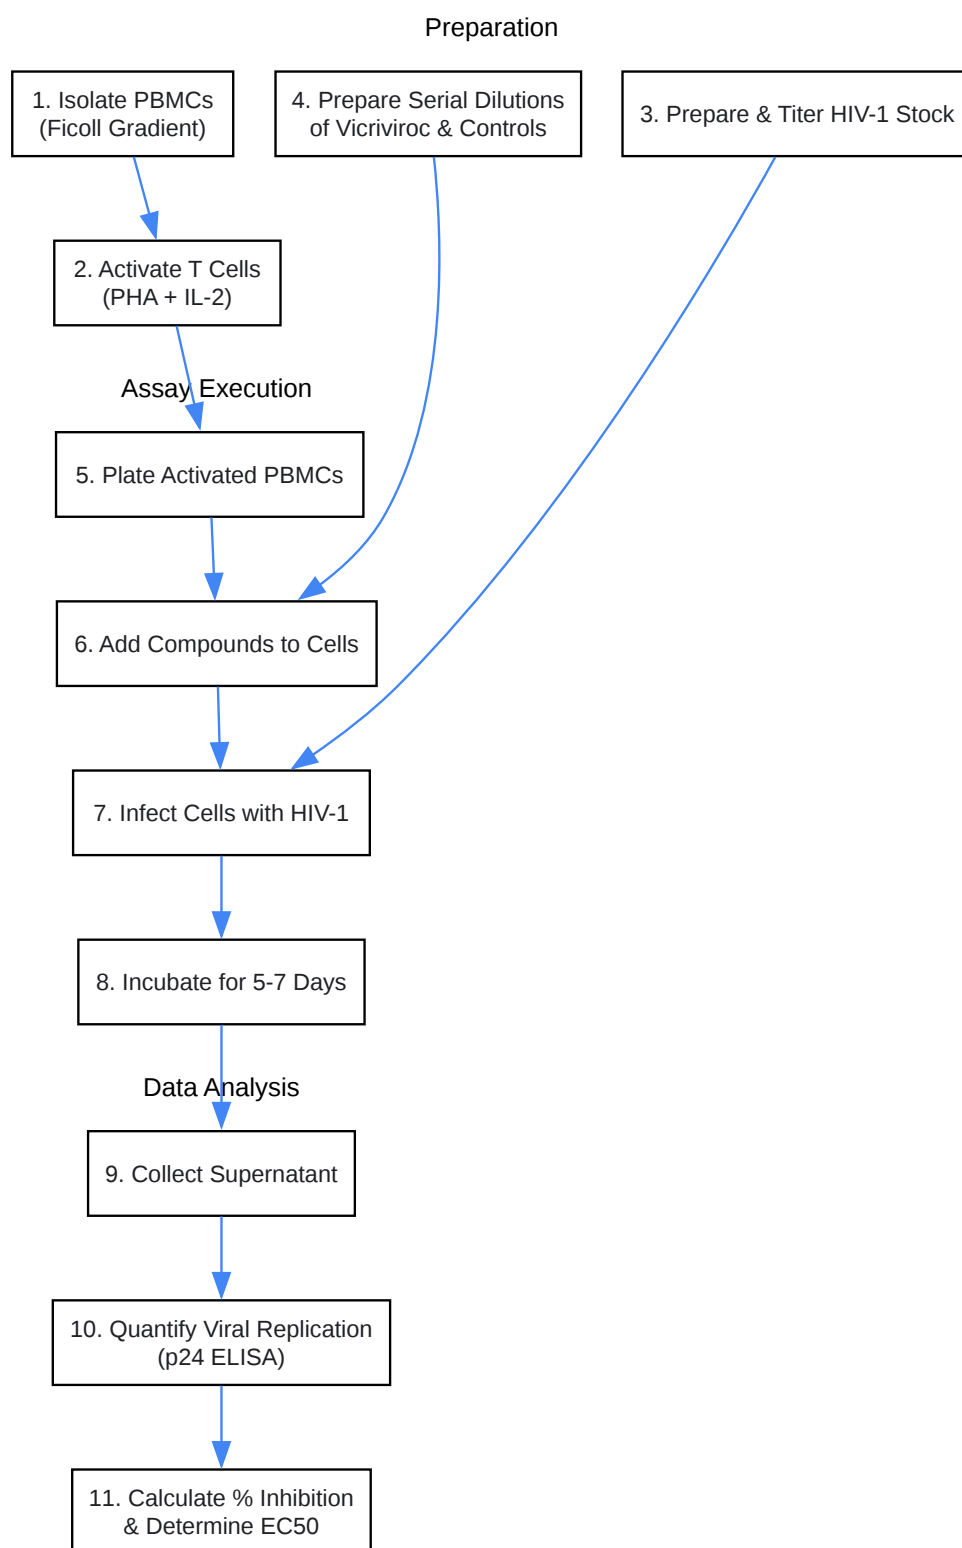 Preparation
1. Isolate PBMCs
(Ficoll Gradient)
4. Prepare Serial Dilutions
of Vicriviroc & Controls
3. Prepare & Titer HIV-1 Stock
2. Activate T Cells
(PHA + IL-2)
Assay Execution
5. Plate Activated PBMCs
6. Add Compounds to Cells
7. Infect Cells with HIV-1
8. Incubate for 5-7 Days
Data Analysis
9. Collect Supernatant
10. Quantify Viral Replication
(p24 ELISA)
11. Calculate % Inhibition
& Determine EC50